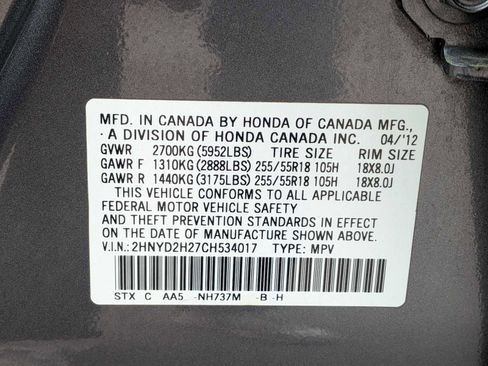 MFD. IN CANADA BY HONDA OF CANADA MFG.,
A DIVISION OF HONDA CANADA INC. 04/'12
GVWR 2700KG(5952LBS) TIRE SIZE RIM SIZE
GAWR F 1310KG(2888LBS) 255/55R18 105H 18X8.0J
GAWR R 1440KG(3175LBS) 255/55R18 105H 18X8.0J
THIS VEHICLE CONFORMS TO ALL APPLICABLE
FEDERAL MOTOR VEHICLE SAFETY
AND THEFT PREVENTION STANDARDS IN EFFECT
ON THE DATE OF MANUFACTURE SHOWN ABOVE.
V.I.N.: 2HNYD2H27CH534017 TYPE: MPV
STX C AA5 -NH737M -B -H